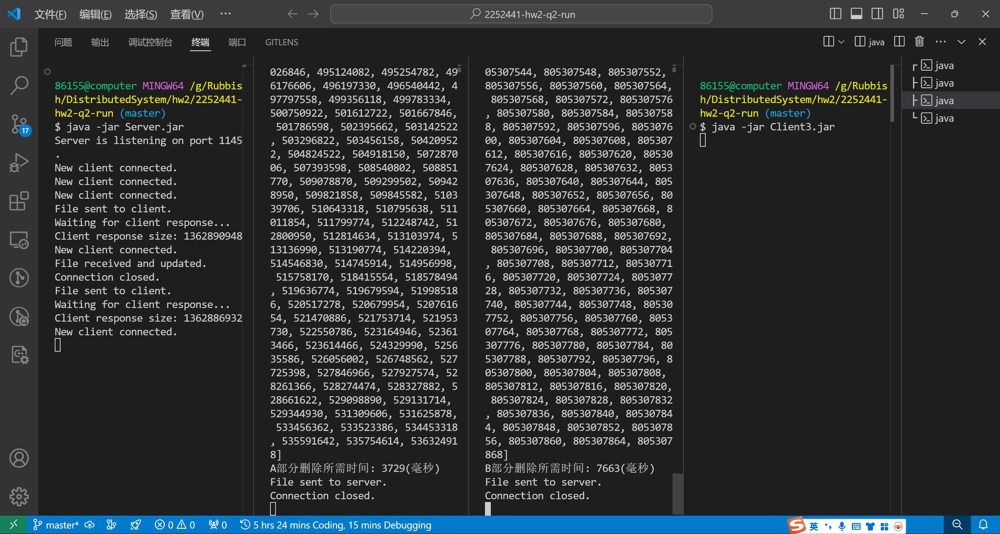 文件(F) 编辑(E) 选择(S) 查看(V) ··· 2252441-hw2-q2-run
问题 输出 调试控制台 终端 端口 GITLENS java
86155@computer MINGW64 /g/Rubbis
h/DistributedSystem/hw2/2252441-
hw2-q2-run (master)
$ java -jar Server.jar
Server is listening on port 1145
.
New client connected.
New client connected.
New client connected.
File sent to client.
Waiting for client response...
Client response size: 1362890948
New client connected.
File received and updated.
Connection closed.
File sent to client.
Waiting for client response...
Client response size: 1362886932
New client connected.
026846, 495124082, 495254782, 49
6176606, 496197330, 496540442, 4
97797558, 499356118, 499783334,
500750922, 501612722, 501667846,
501786598, 502395662, 503142522
, 503296822, 503456158, 50420952
2, 504824522, 504918150, 5072870
06, 507393598, 508540802, 508851
770, 509078870, 509299502, 50942
8950, 509821858, 509845582, 5103
39706, 510643318, 510795638, 511
011854, 511799774, 512248742, 51
2800950, 512814634, 513103974, 5
13136990, 513190774, 514220394,
514546830, 514745914, 514956998,
515758170, 518415554, 518578494
, 519636774, 519679594, 51998518
6, 520517278, 520679954, 5207616
54, 521470886, 521753714, 521953
730, 522550786, 523164946, 52361
3466, 523614466, 524329990, 5256
35586, 526056002, 526748562, 527
725398, 527846966, 527927574, 52
8261366, 528274474, 528327882, 5
28661622, 529098890, 529131714,
529344930, 531309606, 531625878,
533456362, 533523386, 534453318
, 535591642, 535754614, 53632491
8]
A部分删除所需时间: 3729(毫秒)
File sent to server.
Connection closed.
05307544, 805307548, 805307552,
805307556, 805307560, 805307564,
805307568, 805307572, 805307576
, 805307580, 805307584, 80530758
8, 805307592, 805307596, 8053076
00, 805307604, 805307608, 805307
612, 805307616, 805307620, 80530
7624, 805307628, 805307632, 8053
07636, 805307640, 805307644, 805
307648, 805307652, 805307656, 80
5307660, 805307664, 805307668, 8
05307672, 805307676, 805307680,
805307684, 805307688, 805307692,
805307696, 805307700, 805307704
, 805307708, 805307712, 80530771
6, 805307720, 805307724, 8053077
28, 805307732, 805307736, 805307
740, 805307744, 805307748, 80530
7752, 805307756, 805307760, 8053
07764, 805307768, 805307772, 805
307776, 805307780, 805307784, 80
5307788, 805307792, 805307796, 8
05307800, 805307804, 805307808,
805307812, 805307816, 805307820,
805307824, 805307828, 805307832
, 805307836, 805307840, 80530784
4, 805307848, 805307852, 8053078
56, 805307860, 805307864, 805307
868]
B部分删除所需时间: 7663(毫秒)
File sent to server.
Connection closed.
86155@computer MINGW64 /g/Rubbis
h/DistributedSystem/hw2/2252441-
hw2-q2-run (master)
$ java -jar Client3.jar
java
java
java
java
17
master* 0 0 0 5 hrs 24 mins Coding, 15 mins Debugging 英